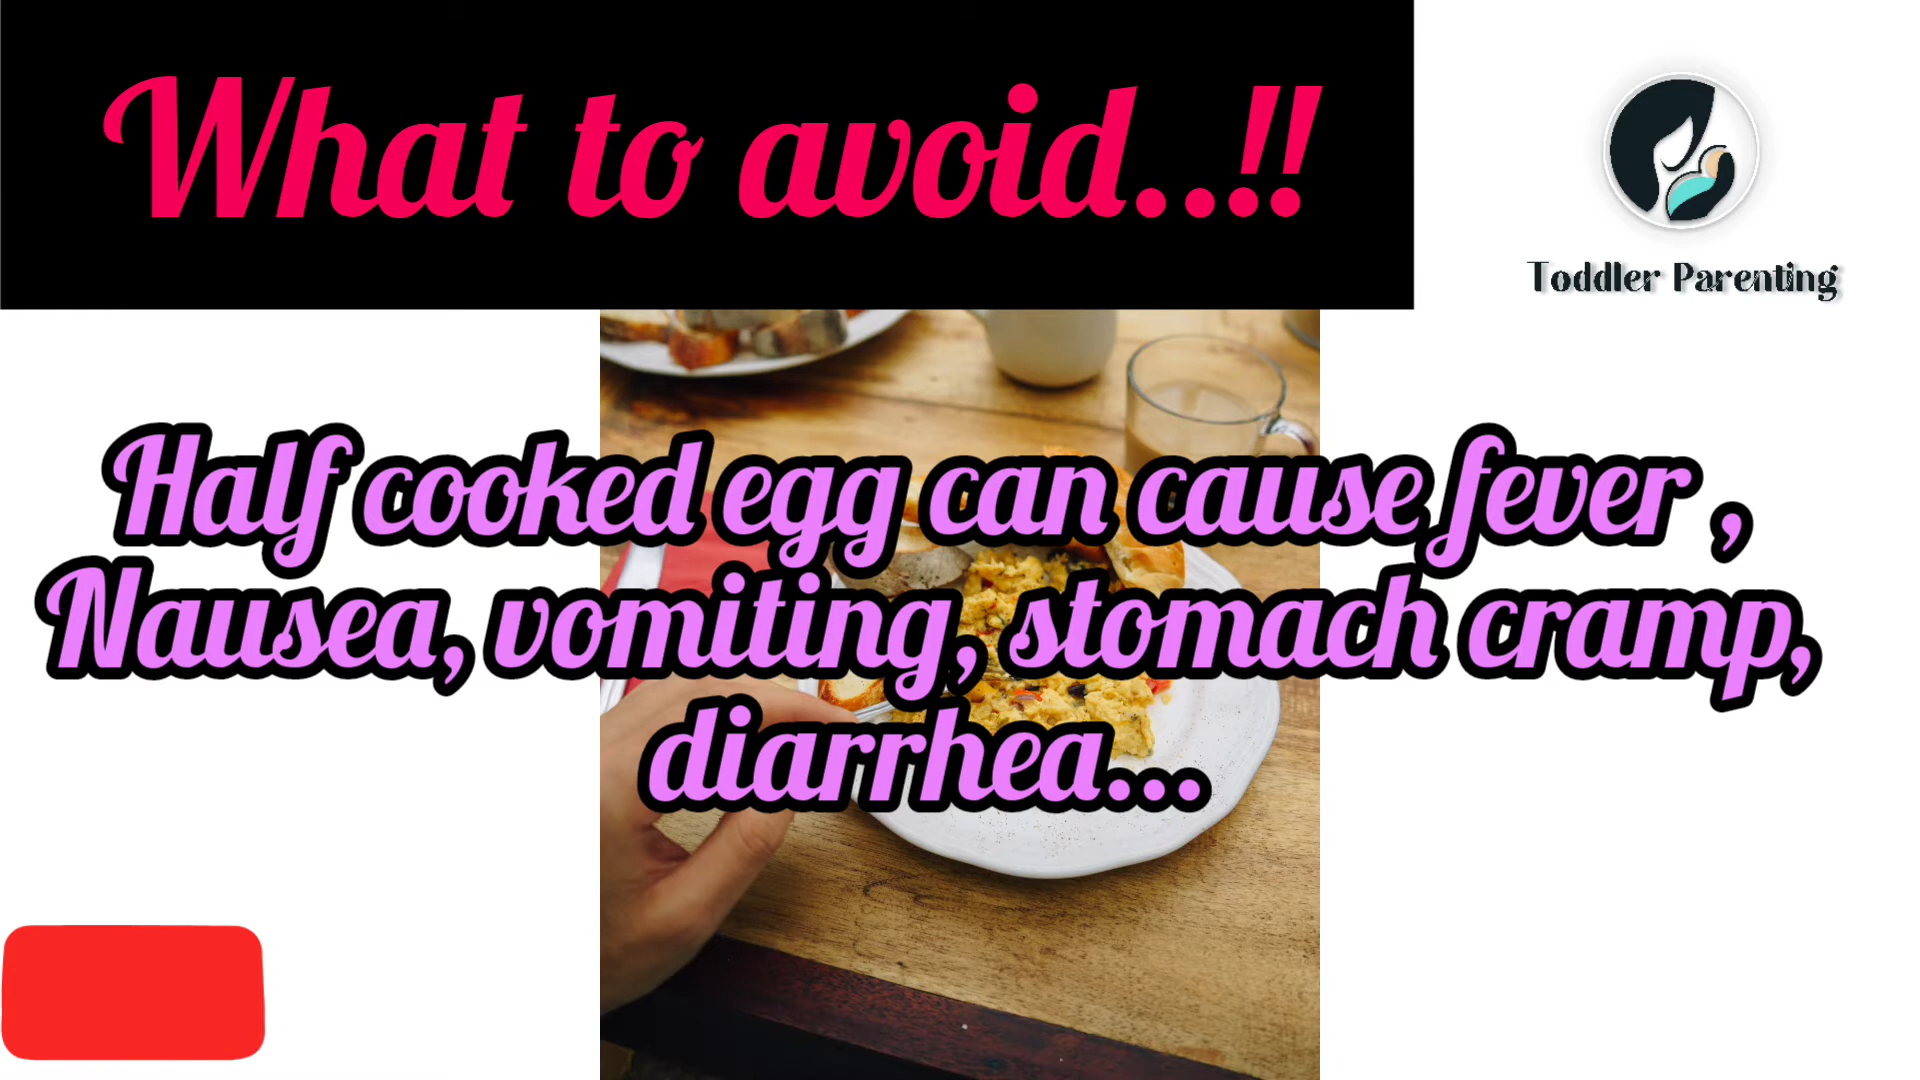 What to avoid..!!
Toddler Parenting
Half cooked egg can cause fever ,
Nausea, vomiting, stomach cramp,
diarrhea...